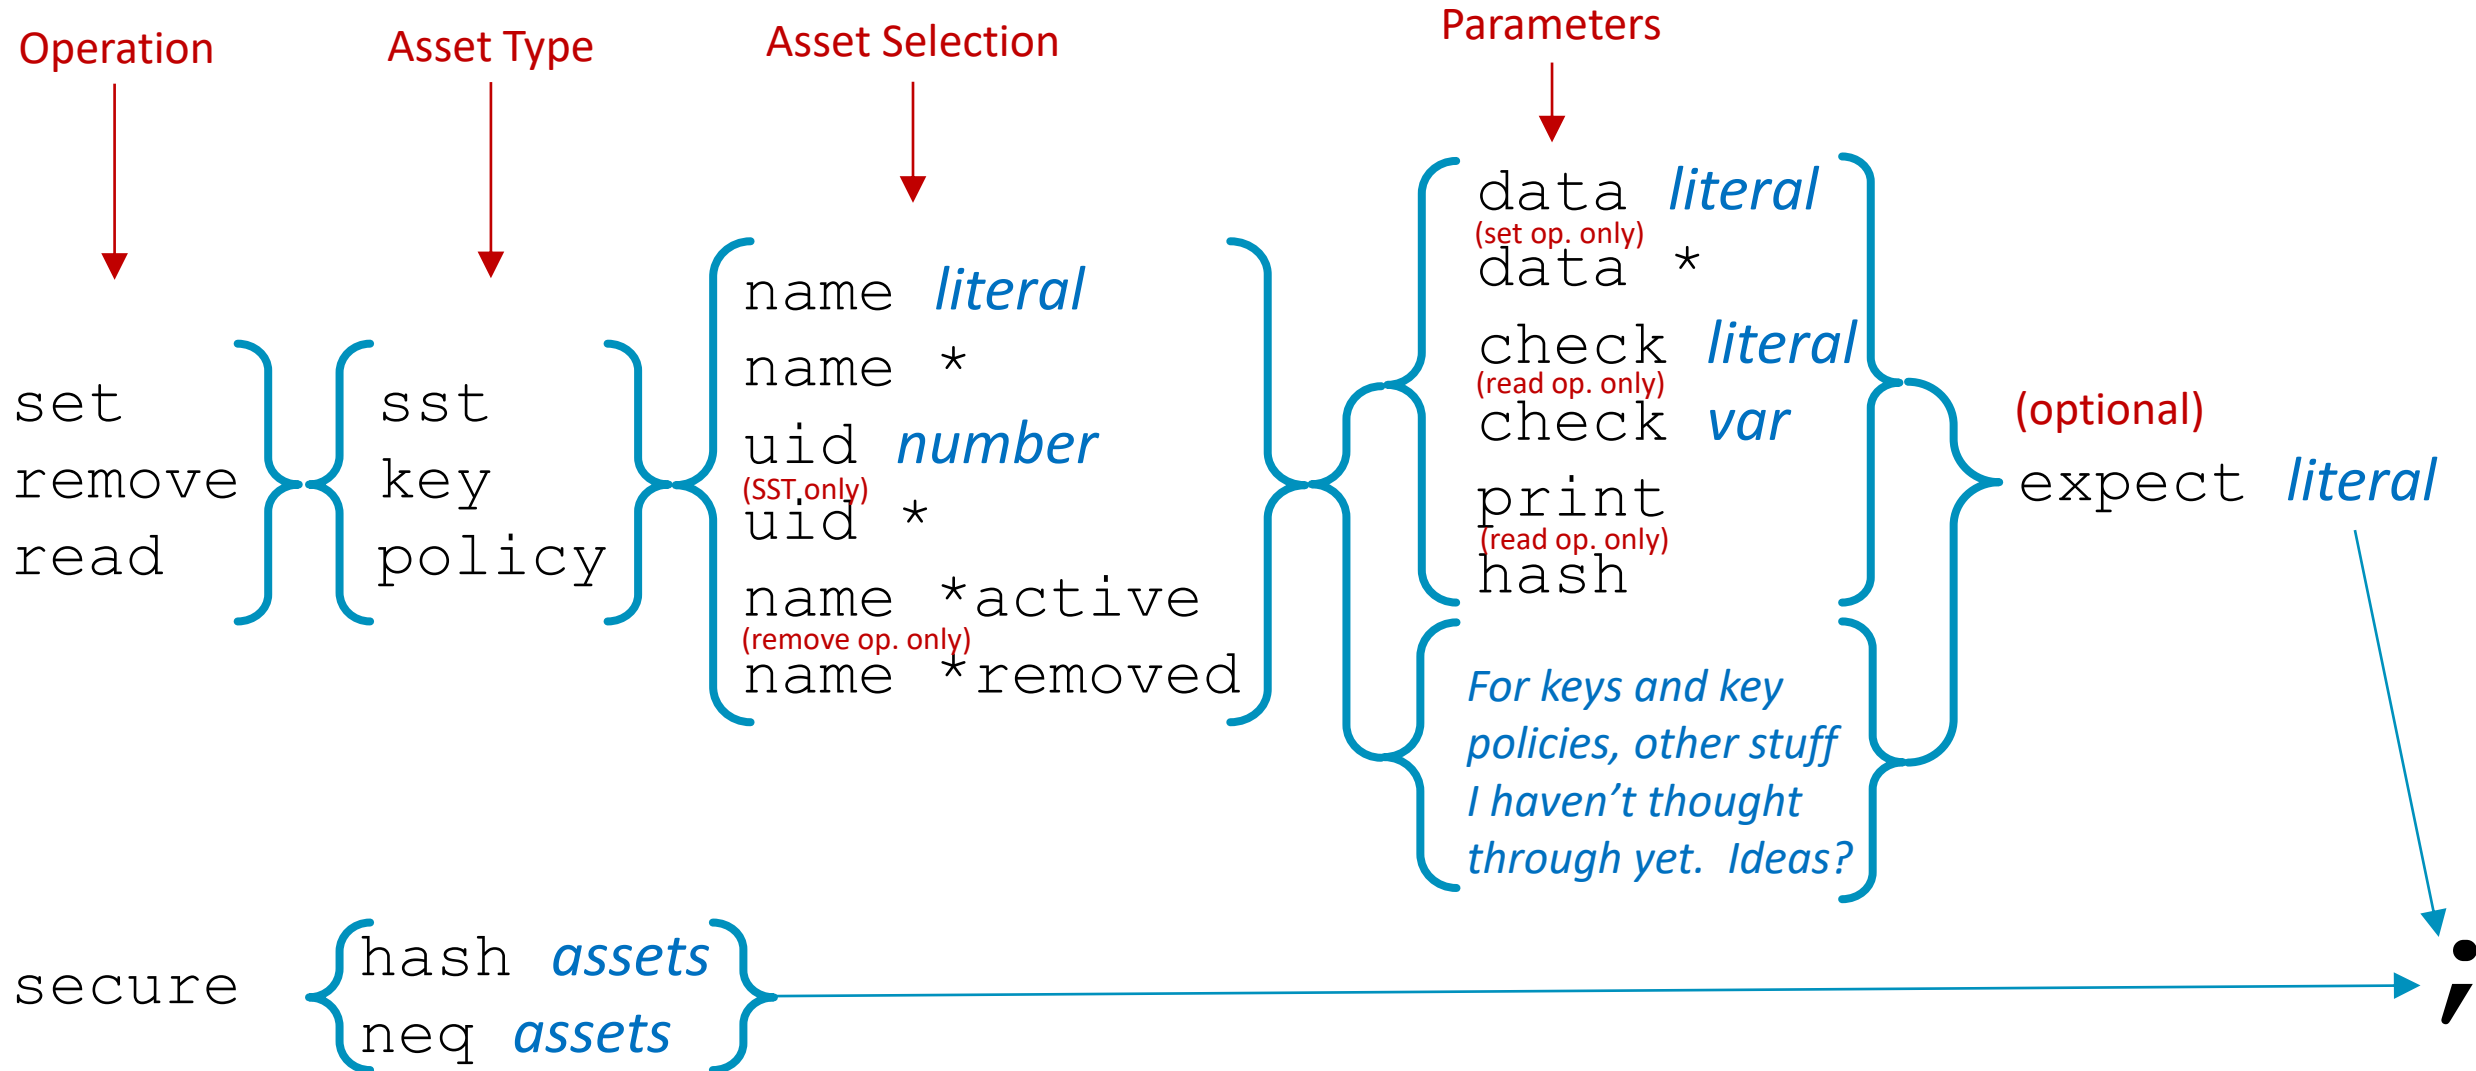 Operation
Asset Type
Asset Selection
Parameters
set
remove
read
sst
key
policy
name literal
name *
uid number
(SST only)
uid *
name *active
(remove op. only)
name *removed
data literal
(set op. only)
data *
check literal
(read op. only)
check var
print
(read op. only)
hash
For keys and key
policies, other stuff
I haven’t thought
through yet.  Ideas?
(optional)
expect literal
secure
hash assets
neq assets
;